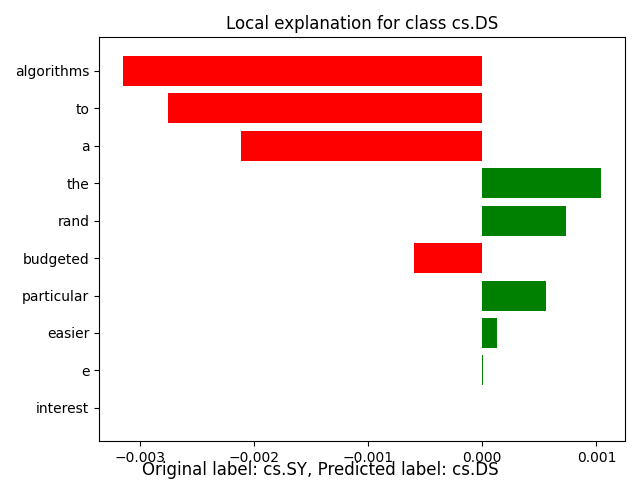 Local explanation for class cs.DS
algorithms
to
a
the
rand
budgeted
particular
easier
e
interest
−0.003 −0.002 −0.001 0.000 0.001
Original label: cs.SY, Predicted label: cs.DS